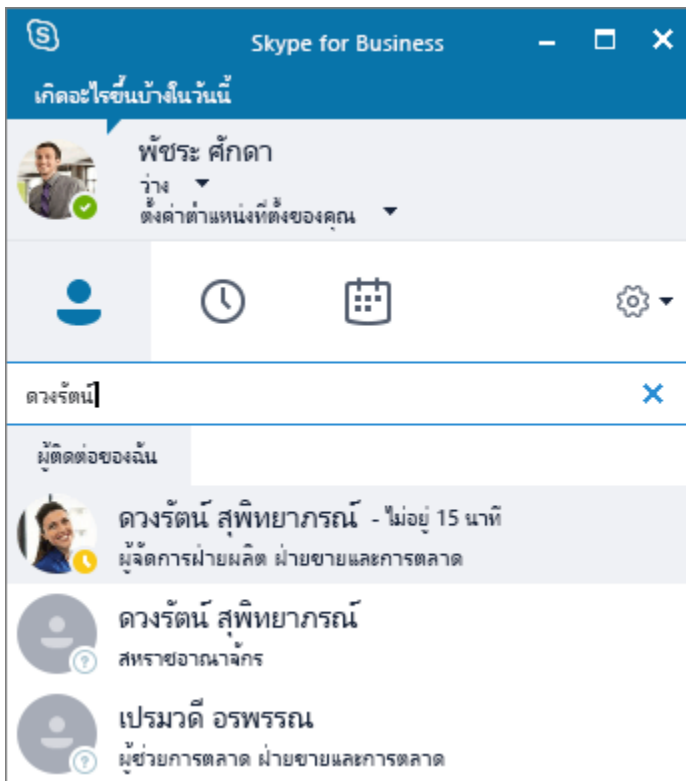 Skype for Business
เกิดอะไรขึ้นบ้างในวันนี้
พัชระ ศักดา
ว่าง
ตั้งค่าตำแหน่งที่ตั้งของคุณ
ดวงรัตน์
ผู้ติดต่อของฉัน
ดวงรัตน์ สุพิทยาภรณ์ - ไม่อยู่ 15 นาที
ผู้จัดการฝ่ายผลิต ฝ่ายขายและการตลาด
ดวงรัตน์ สุพิทยาภรณ์
สหราชอาณาจักร
เปรมวดี อรพรรณ
ผู้ช่วยการตลาด ฝ่ายขายและการตลาด